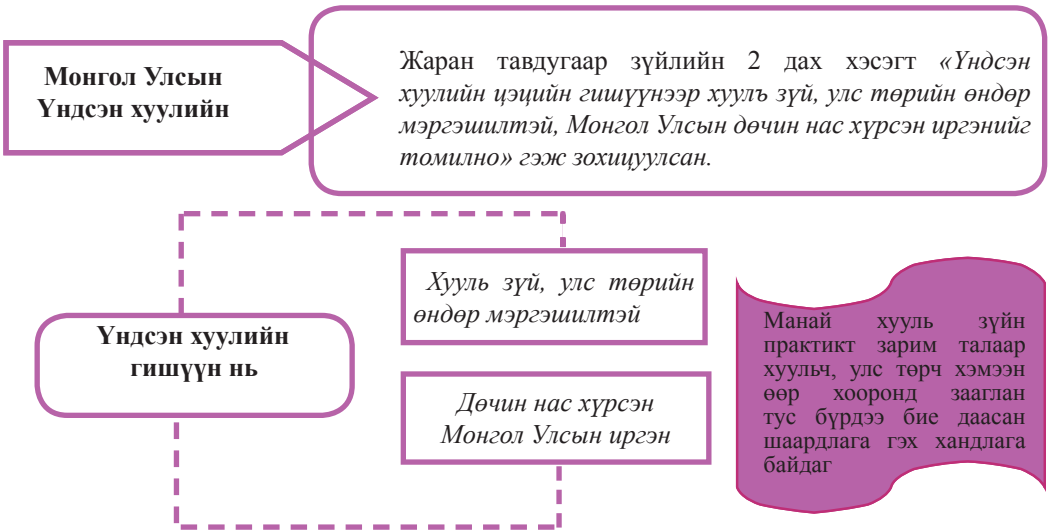 Монгол Улсын
Үндсэн хуулийн
Жаран тавдугаар зүйлийн 2 дах хэсэгт «Үндсэн
хуулийн цэцийн гишүүнээр хуулъ зүй, улс төрийн өндөр
мэргэшилтэй, Монгол Улсын дөчин нас хүрсэн иргэнийг
томилно» гэж зохицуулсан.
Үндсэн хуулийн
гишүүн нь
Хууль зүй, улс төрийн
өндөр мэргэшилтэй
Дөчин нас хүрсэн
Монгол Улсын иргэн
Манай хууль зүйн
практикт зарим талаар
хуульч, улс төрч хэмээн
өөр хооронд зааглан
тус бүрдээ бие даасан
шаардлага гэх хандлага
байдаг